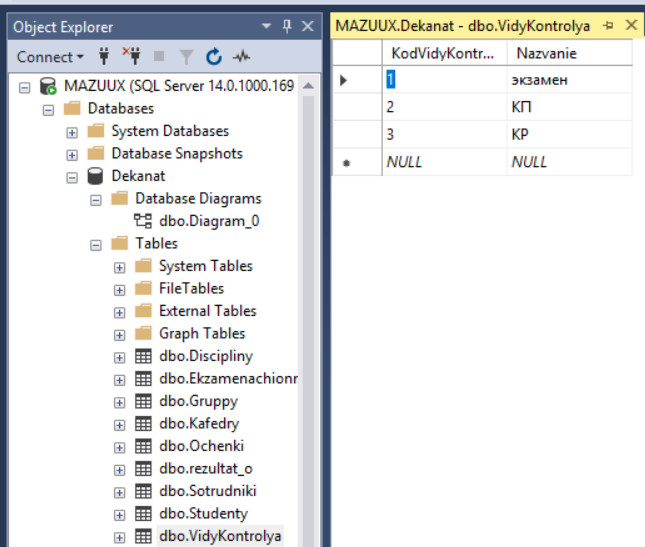 Object Explorer
Connect
MAZUUX (SQL Server 14.0.1000.169
Databases
System Databases
Database Snapshots
Dekanat
Database Diagrams
dbo.Diagram_0
Tables
System Tables
FileTables
External Tables
Graph Tables
dbo.Discipliny
dbo.Ekzamenachionn
dbo.Gruppy
dbo.Kafedry
dbo.Ochenki
dbo.rezultat_o
dbo.Sotrudniki
dbo.Studenty
dbo.VidyKontrolya
MAZUUX.Dekanat - dbo.VidyKontrolya
KodVidyKontr... Nazvanie
1 экзамен
2 КП
3 КР
NULL NULL